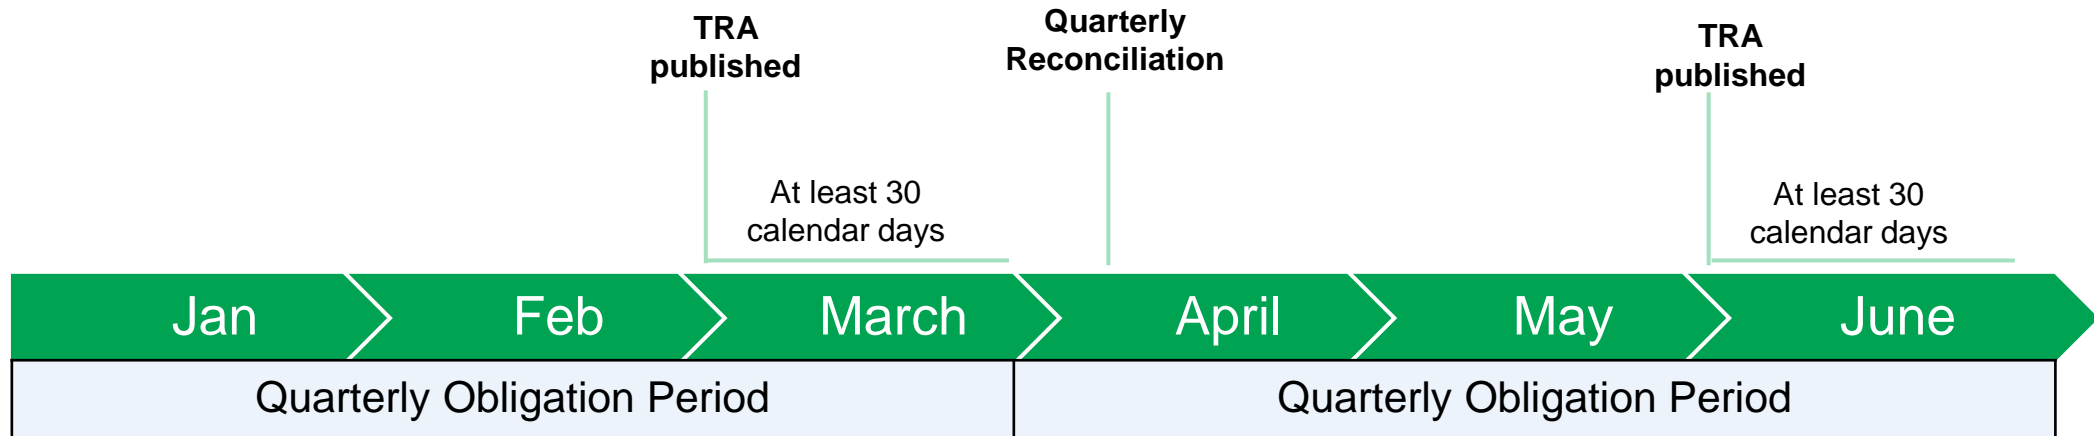 TRA
published
Quarterly
Reconciliation
TRA
published
At least 30
calendar days
At least 30
calendar days
Jan
Feb
March
April
May
June
Quarterly Obligation Period
Quarterly Obligation Period